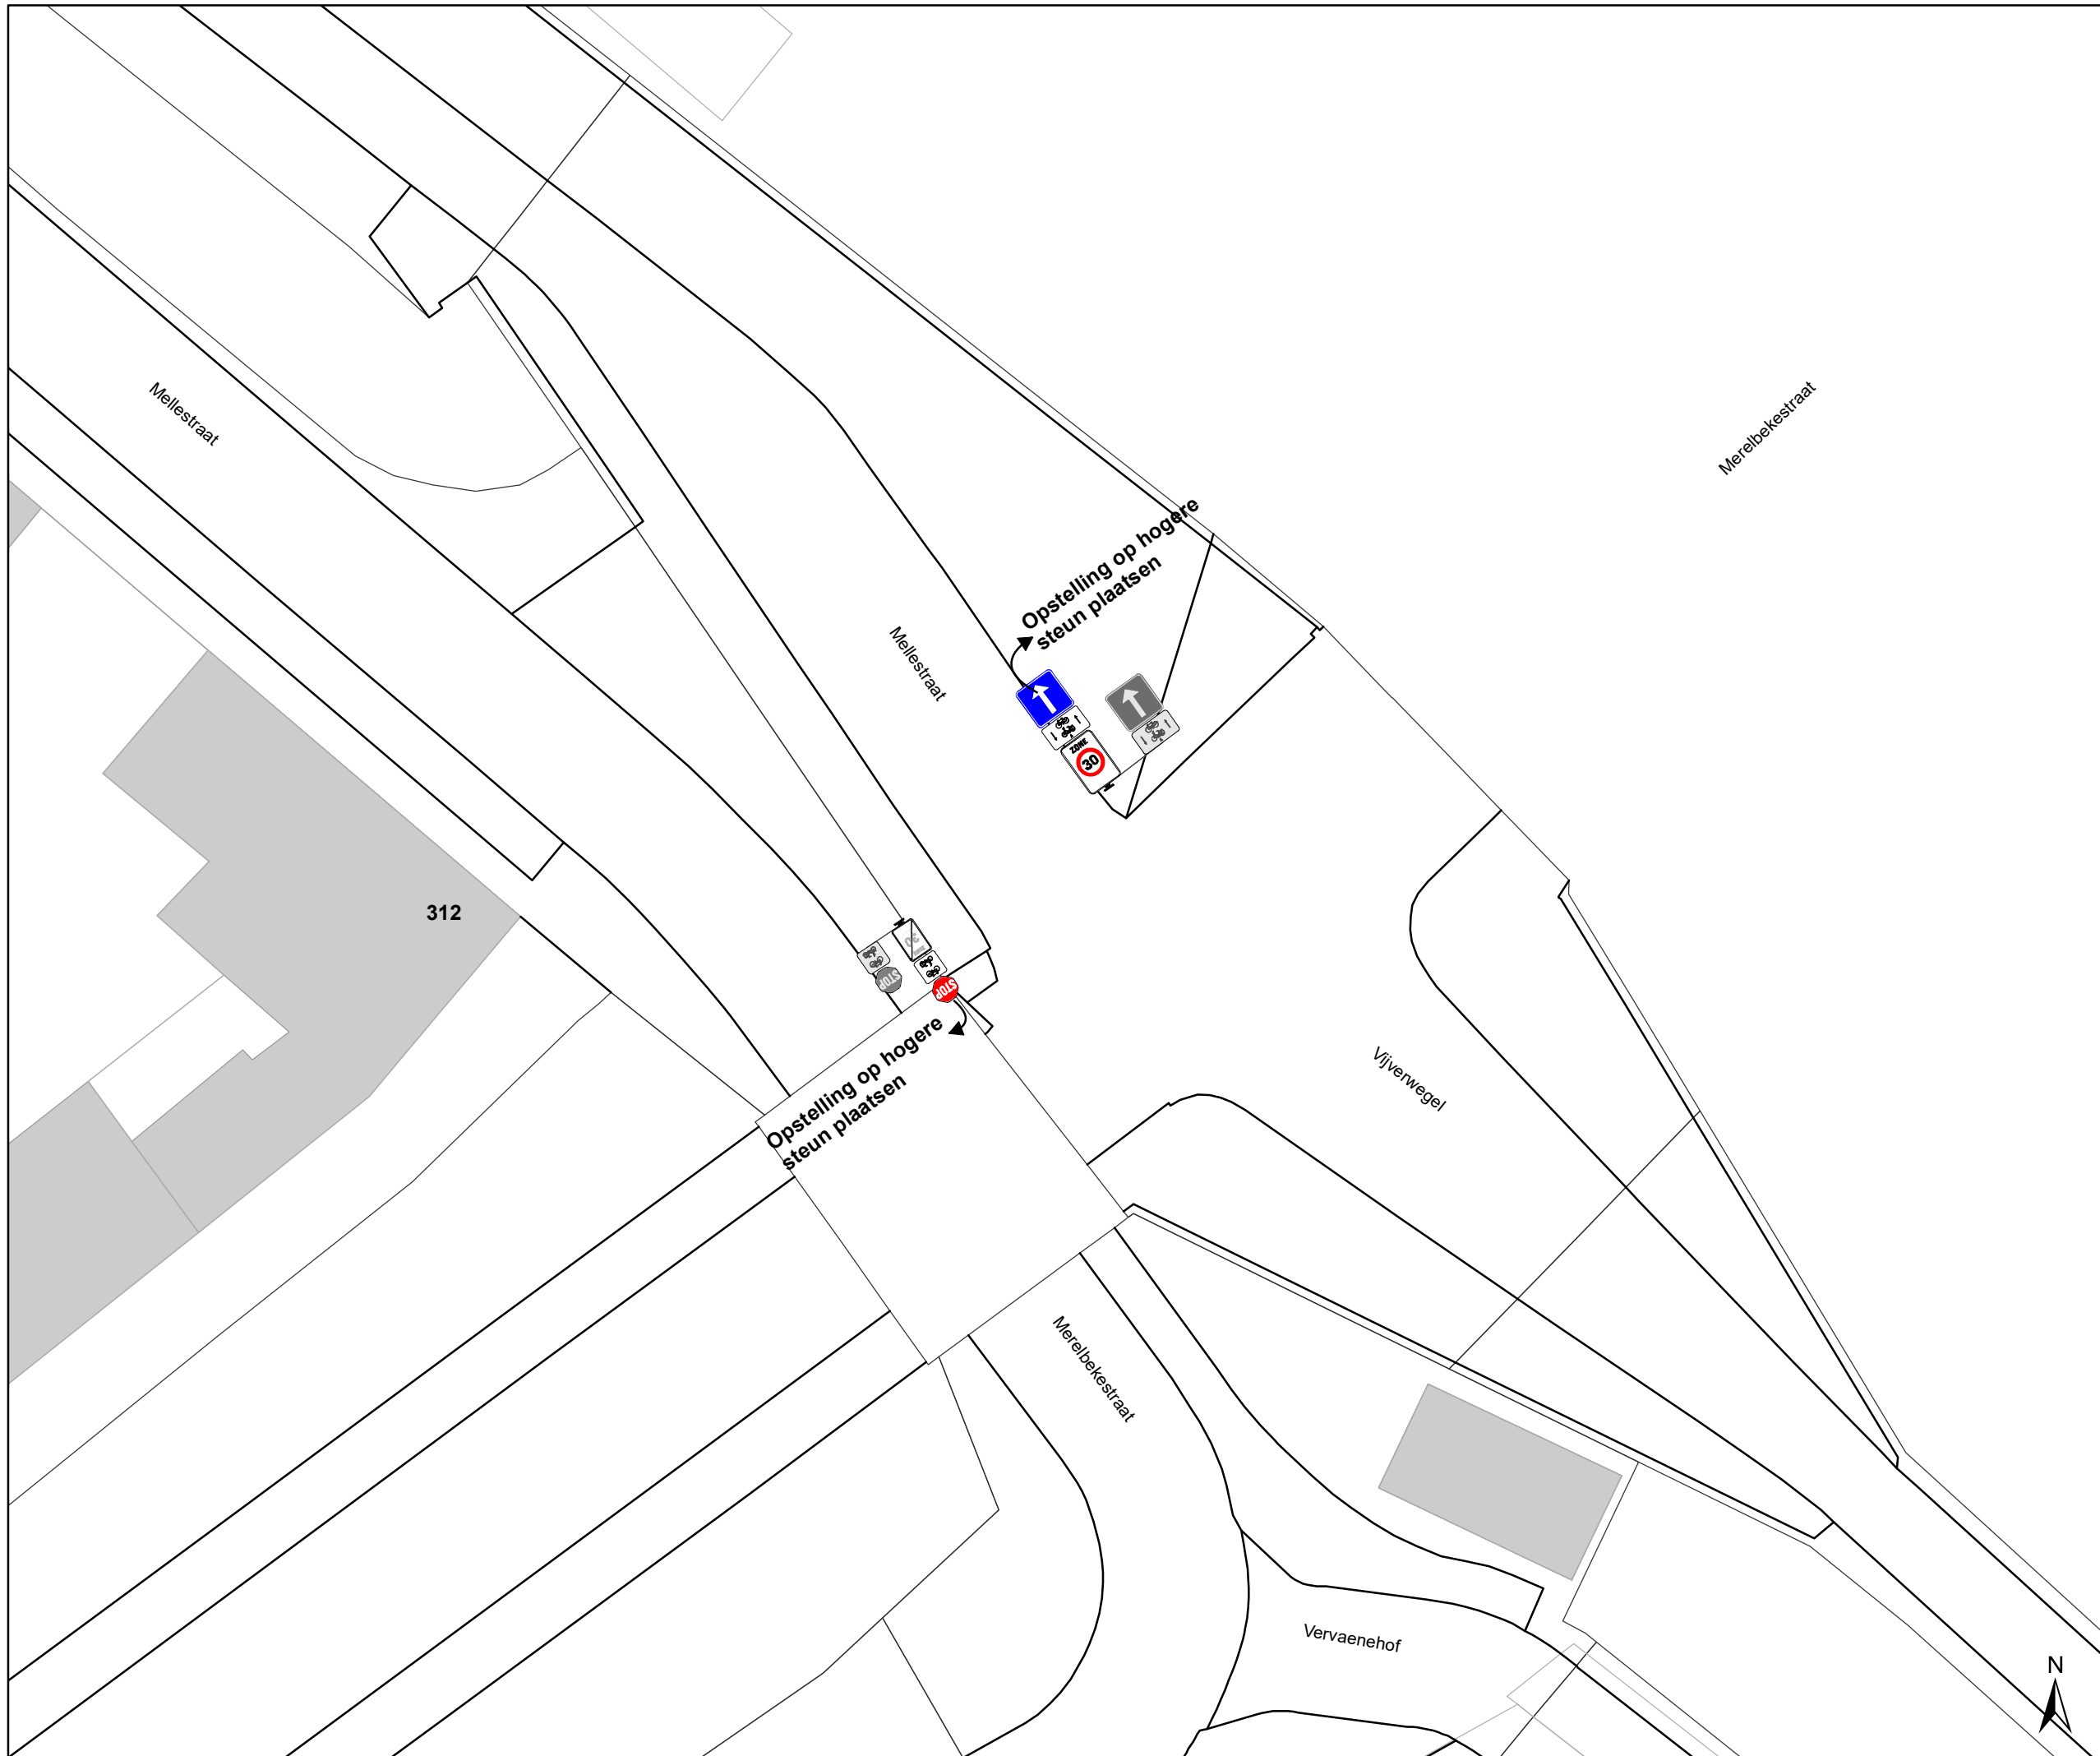 Mellestraat
Merelbekestraat
Opstelling op hogere
steun plaatsen
Mellestraat
ZONE
30
312
STOP
STOP
Opstelling op hogere
steun plaatsen
Vijverwegel
Merelbekestraat
Vervaenehof
N